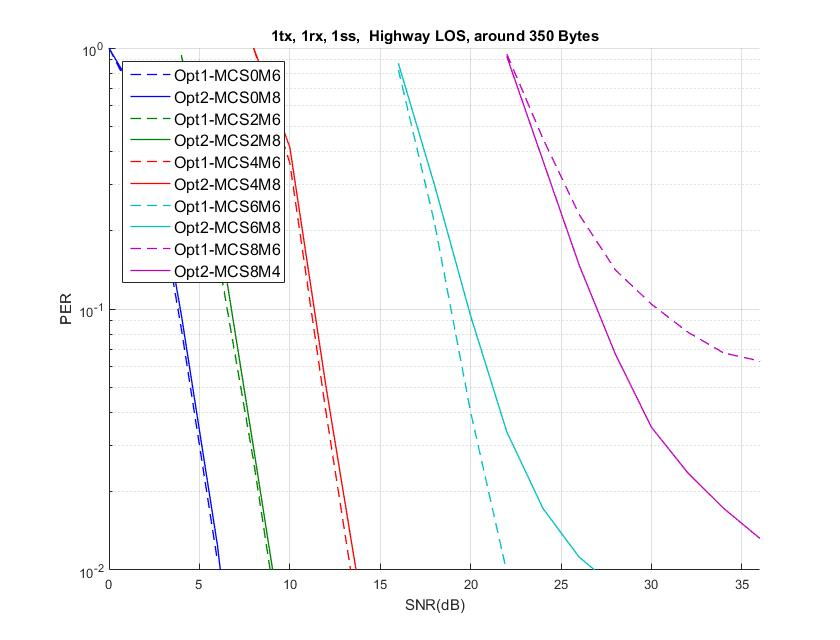 1tx, 1rx, 1ss,  Highway LOS, around 350 Bytes
10^0
Opt1-MCS0M6
Opt2-MCS0M8
Opt1-MCS2M6
Opt2-MCS2M8
Opt1-MCS4M6
Opt2-MCS4M8
Opt1-MCS6M6
Opt2-MCS6M8
Opt1-MCS8M6
Opt2-MCS8M4
PER
10^-1
10^-2
0 5 10 15 20 25 30 35
SNR(dB)